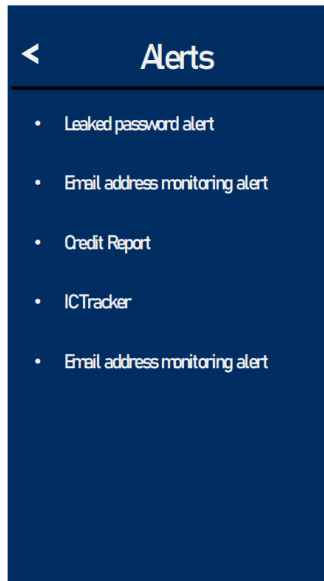 <
Alerts
• Leaked password alert
• Email address monitoring alert
• Credit Report
• ICTracker
• Email address monitoring alert